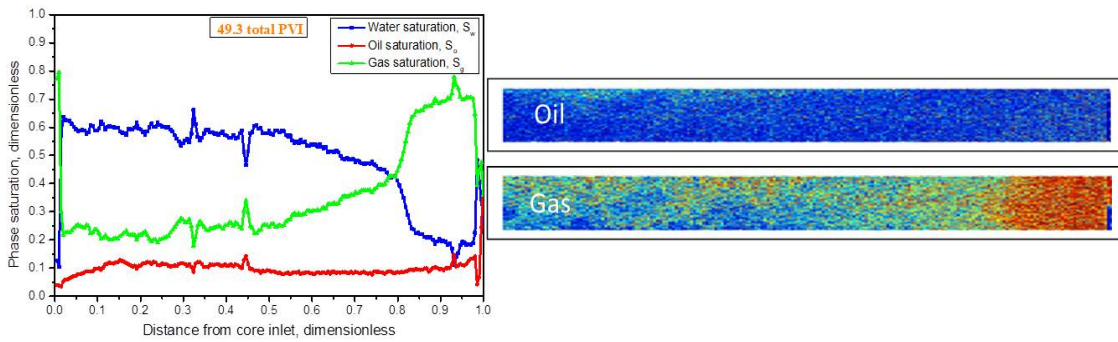 49.3 total PVI
Water saturation, S_w
Oil saturation, S_o
Gas saturation, S_g
Phase saturation, dimensionless
1.0
0.9
0.8
0.7
0.6
0.5
0.4
0.3
0.2
0.1
0.0
0.0 0.1 0.2 0.3 0.4 0.5 0.6 0.7 0.8 0.9 1.0
Distance from core inlet, dimensionless
Oil
Gas